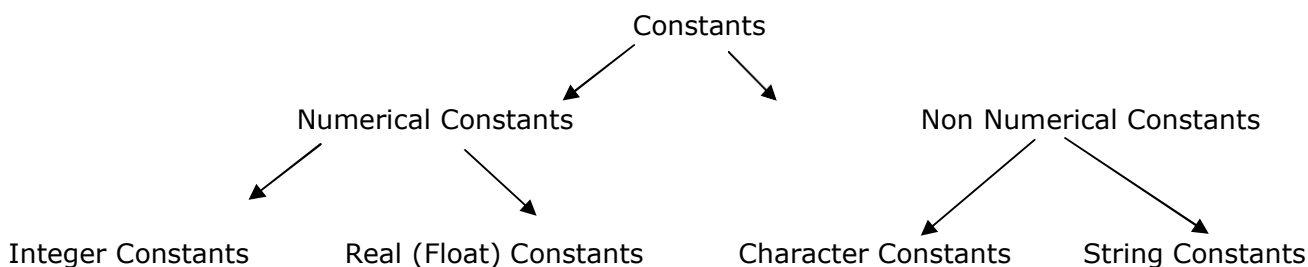 Constants
Numerical Constants Non Numerical Constants
Integer Constants Real (Float) Constants Character Constants String Constants